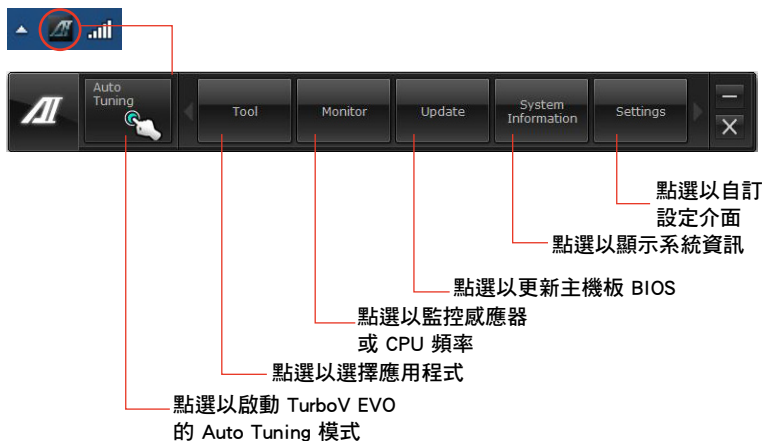 Auto
Tuning
Tool
Monitor
Update
System
Information
Settings
點選以自訂
設定介面
點選以顯示系統資訊
點選以更新主機板 BIOS
點選以監控感應器
或 CPU 頻率
點選以選擇應用程式
點選以啟動 TurboV EVO
的 Auto Tuning 模式